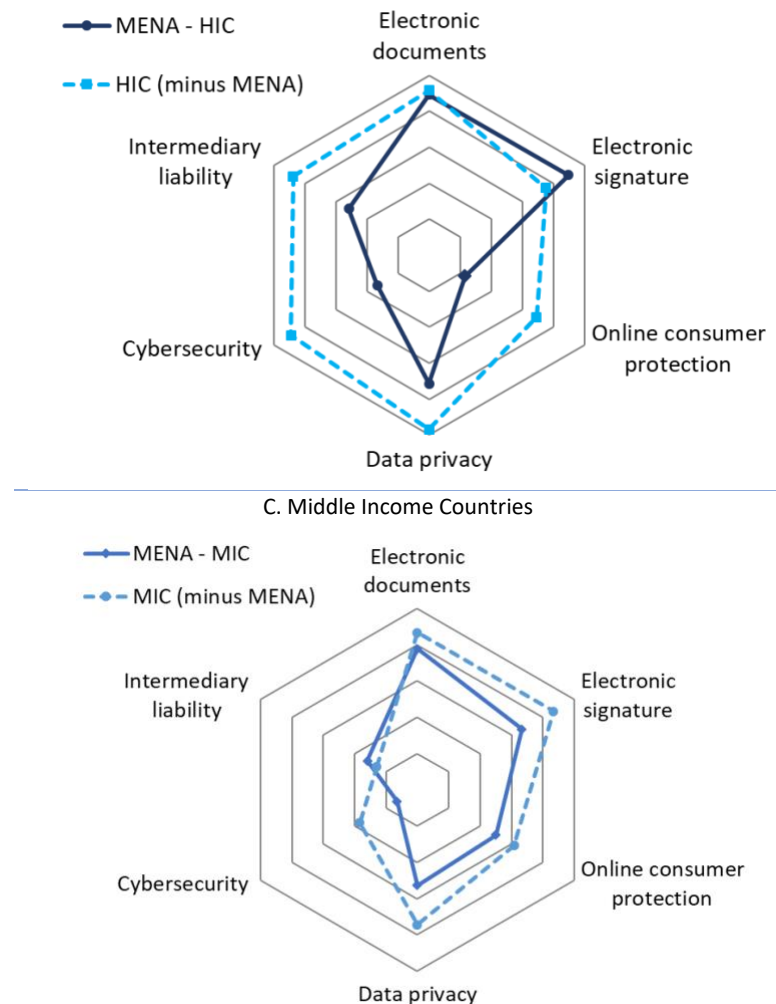 MENA - HIC
HIC (minus MENA)
Electronic
documents
Intermediary
liability
Electronic
signature
Cybersecurity
Online consumer
protection
Data privacy
C. Middle Income Countries
MENA - MIC
MIC (minus MENA)
Electronic
documents
Intermediary
liability
Electronic
signature
Cybersecurity
Online consumer
protection
Data privacy